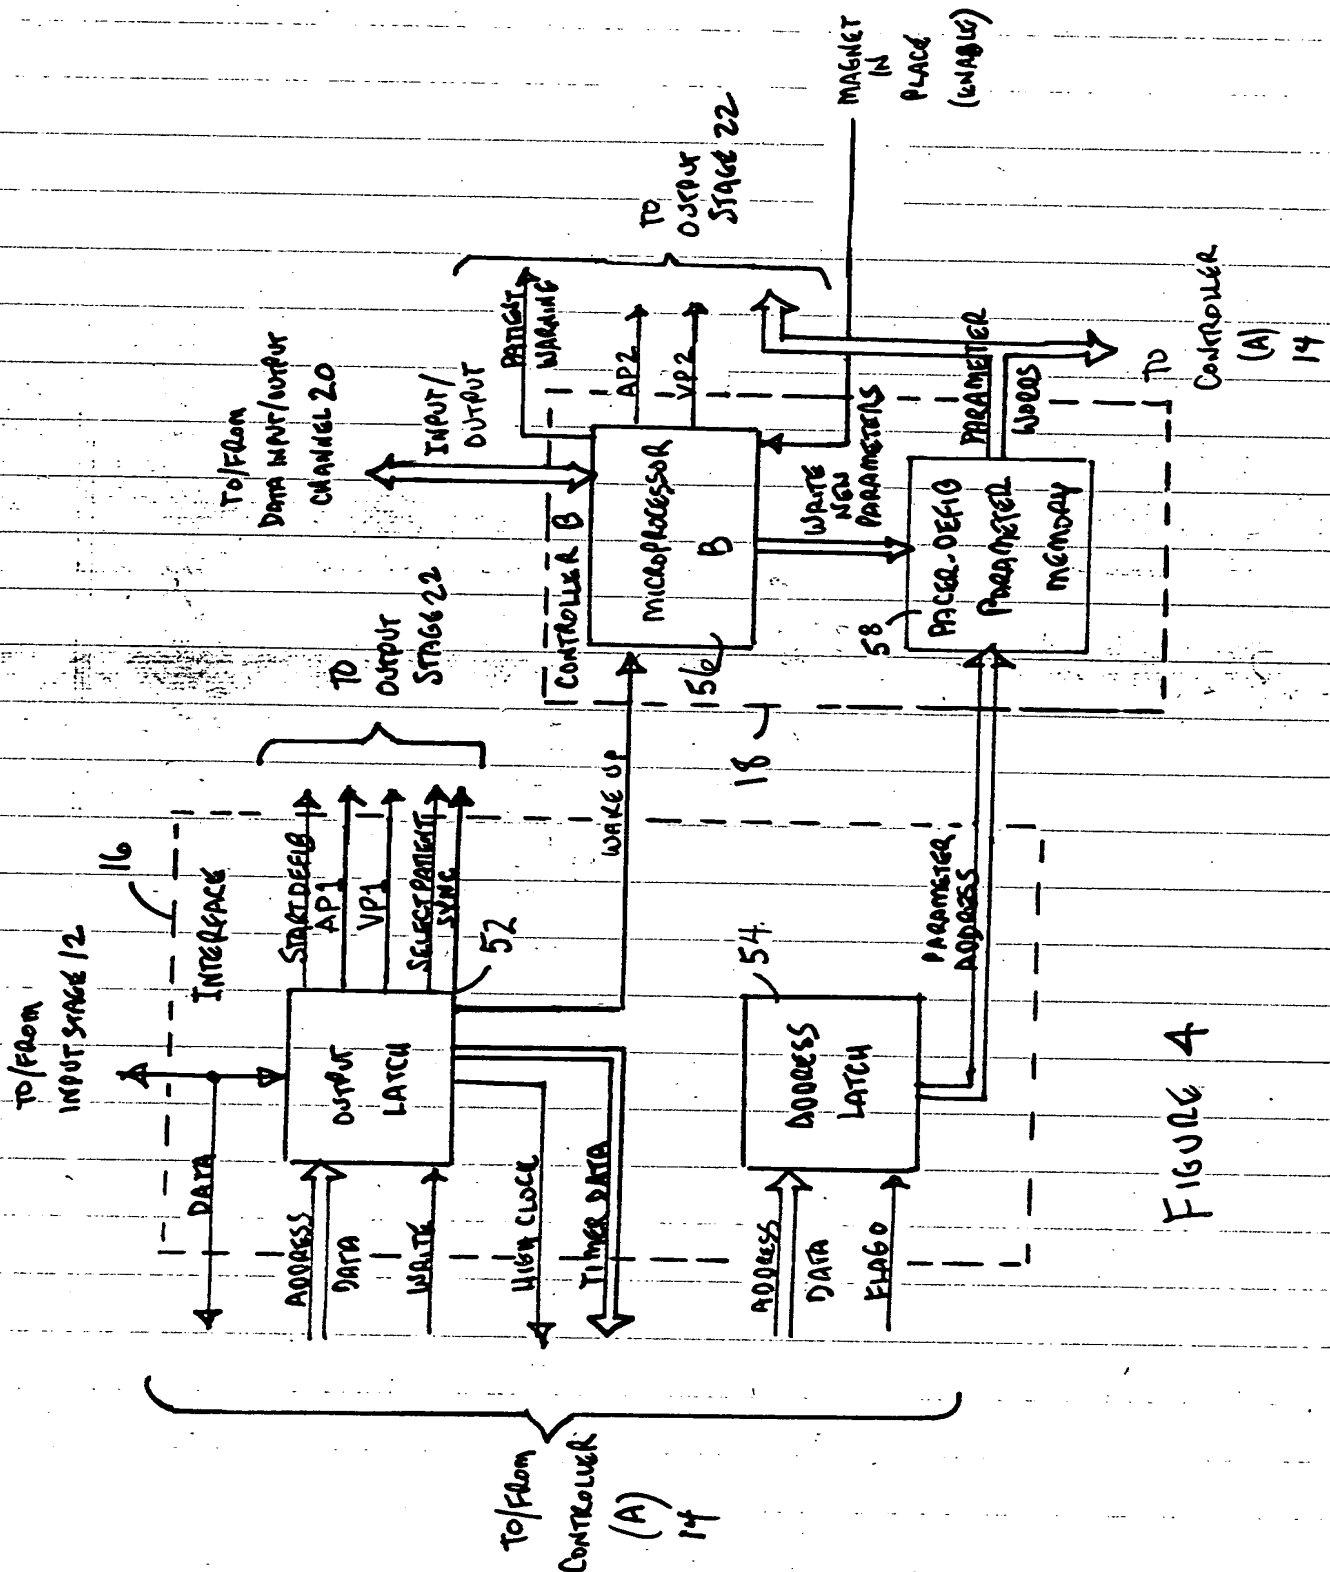 TO/FROM
INPUT STAGE 12
16
INTERFACE
DATA
ADDRESS
DATA
WRITE
HIGH CLOCK
TIMER DATA
OUTPUT
LATCH
52
START DEFIB
AP1
VP1
SELECT PATIENT
SYNC
TO
OUTPUT
STAGE 22
WAKE UP
ADDRESS
DATA
FLAG 0
ADDRESS
LATCH
54
PARAMETER
ADDRESS
TO/FROM
CONTROLLER
(A)
14
TO/FROM
DATA INPUT/OUTPUT
CHANNEL 20
INPUT/
OUTPUT
CONTROLLER B
MICROPROCESSOR
B
156
18
PATIENT
WARNING
AP2
VP2
TO
OUTPUT
STAGE 22
WRITE
NEW
PARAMETERS
58
PACER-DEFIB
PARAMETER
MEMORY
PARAMETER
WORDS
MAGNET
IN
PLACE
(ENABLE)
TO
CONTROLLER
(A)
14
FIGURE 4